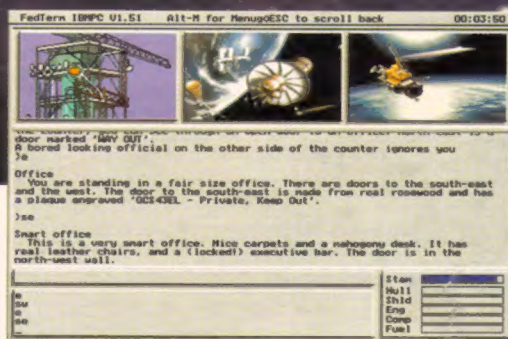 FedTerm IBMPC V1.51 Alt-M for MenugoESC to scroll back 00:03:50
door marked 'WAY OUT'.
A bored looking official on the other side of the counter ignores you
>e
Office
You are standing in a fair size office. There are doors to the south-east
and the west. The door to the south-east is made from real rosewood and has
a plaque engraved 'GCS43EL - Private, Keep Out'.
>se
Smart office
This is a very smart office. Nice carpets and a mahogony desk. It has
real leather chairs, and a (locked!) executive bar. The door is in the
north-west wall.
e
sw
e
se
_
Stam
Hull
Shld
Eng
Comp
Fuel